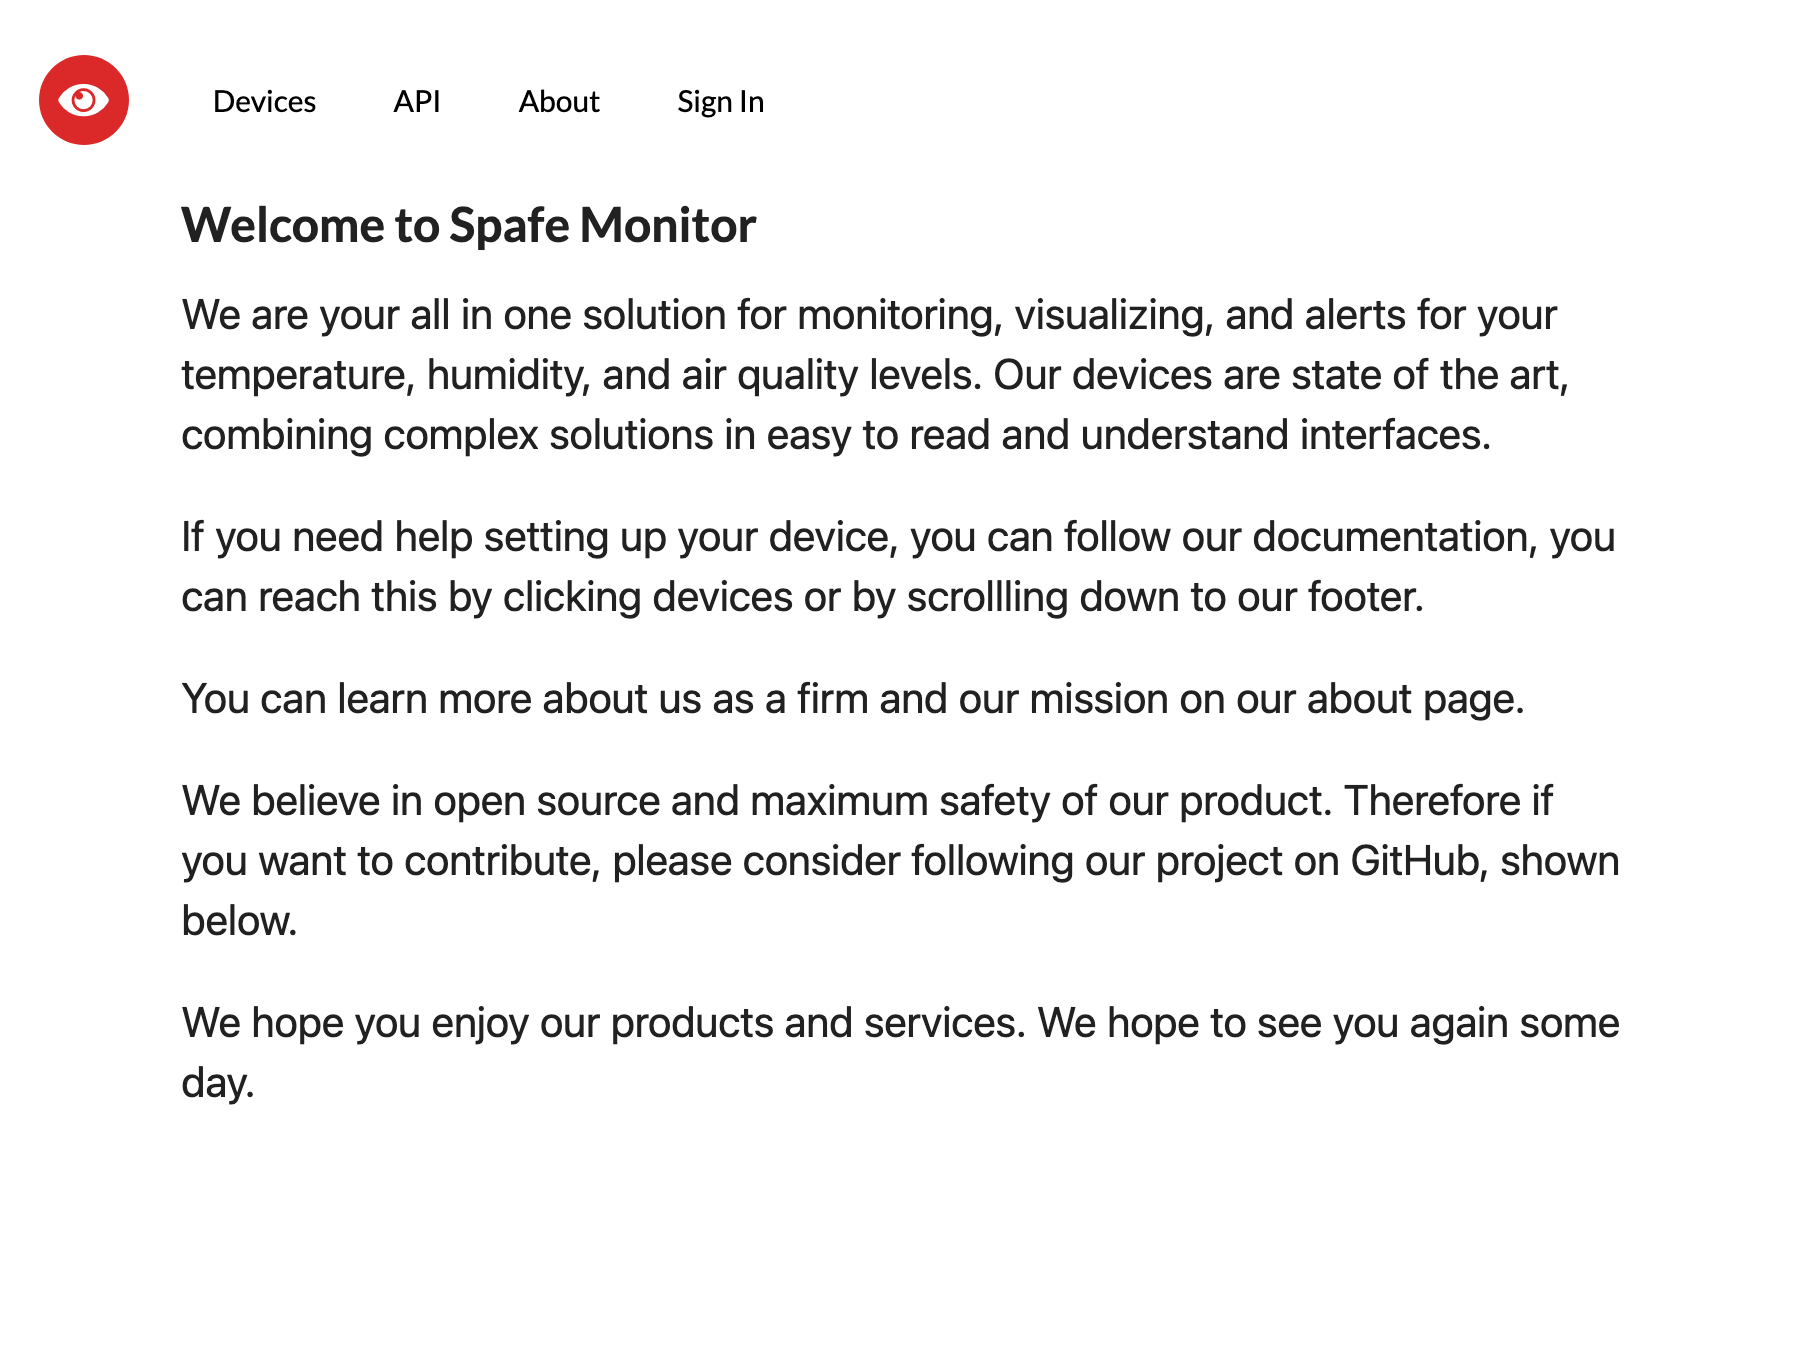 Devices API About Sign In
Welcome to Spafe Monitor
We are your all in one solution for monitoring, visualizing, and alerts for your
temperature, humidity, and air quality levels. Our devices are state of the art,
combining complex solutions in easy to read and understand interfaces.
If you need help setting up your device, you can follow our documentation, you
can reach this by clicking devices or by scrollling down to our footer.
You can learn more about us as a firm and our mission on our about page.
We believe in open source and maximum safety of our product. Therefore if
you want to contribute, please consider following our project on GitHub, shown
below.
We hope you enjoy our products and services. We hope to see you again some
day.